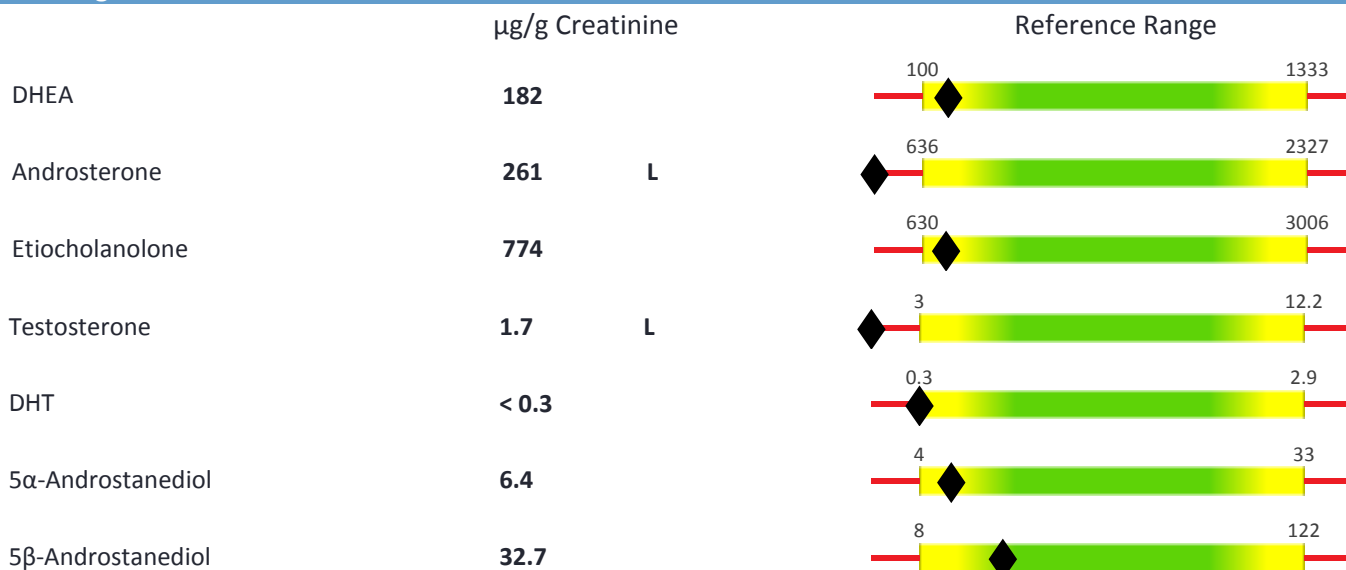 μg/g Creatinine Reference Range
100 1333
DHEA 182
636 2327
Androsterone 261 L
630 3006
Etiocholanolone 774
3 12.2
Testosterone 1.7 L
0.3 2.9
DHT < 0.3
4 33
5α-Androstanediol 6.4
8 122
5β-Androstanediol 32.7